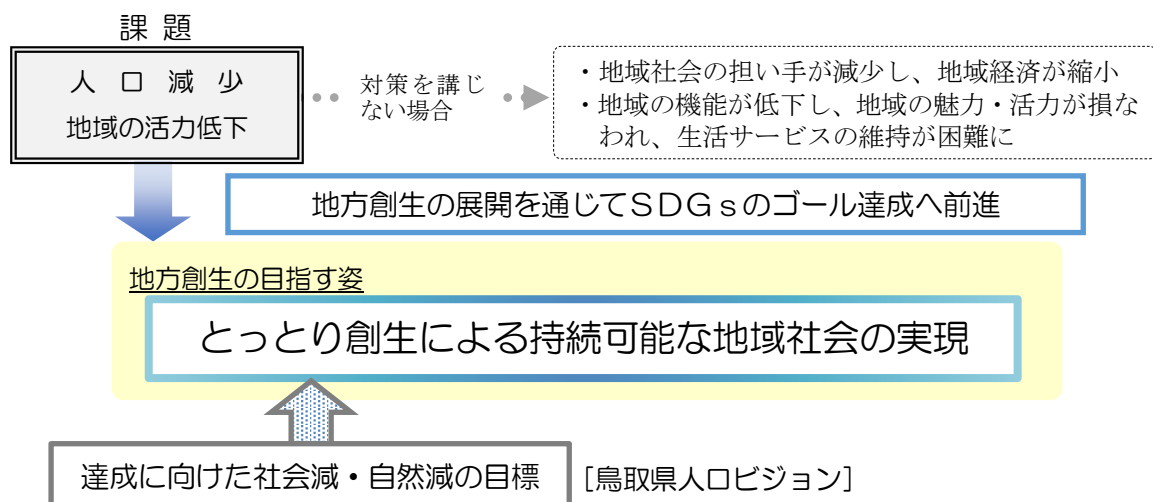 課題
人口減少
地域の活力低下
対策を講じ
ない場合
・地域社会の担い手が減少し、地域経済が縮小
・地域の機能が低下し、地域の魅力・活力が損な
われ、生活サービスの維持が困難に
地方創生の展開を通じてSDGsのゴール達成へ前進
地方創生の目指す姿
とっとり創生による持続可能な地域社会の実現
達成に向けた社会減・自然減の目標
[鳥取県人口ビジョン]